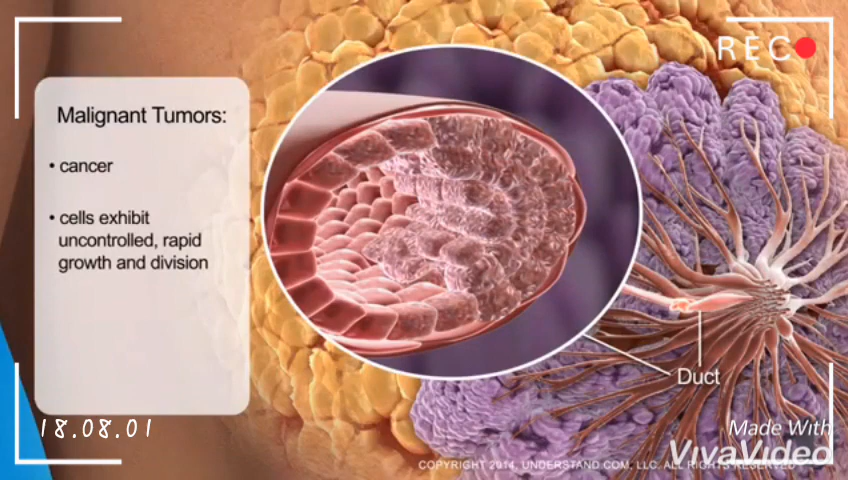 REC
Malignant Tumors:
• cancer
• cells exhibit
uncontrolled, rapid
growth and division
Duct
18.08.01
Made With
VivaVideo
COPYRIGHT 2014, UNDERSTAND.COM, LLC. ALL RIGHTS RESERVED